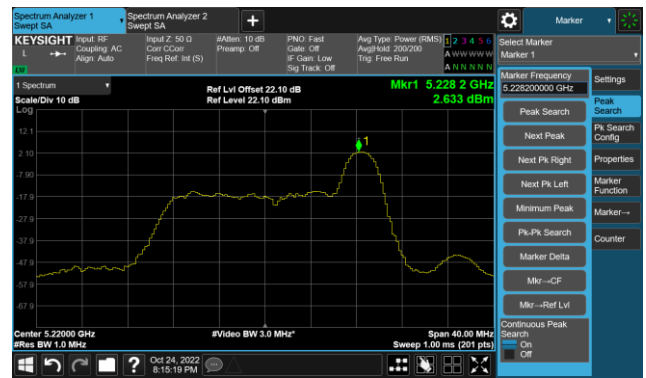 Spectrum Analyzer 1
Swept SA
Spectrum Analyzer 2
Swept SA
Marker
KEYSIGHT
L
Input: RF
Coupling: AC
Align: Auto
Input Z: 50 Ω
Corr CCorr
Freq Ref: Int (S)
#Atten: 10 dB
Preamp: Off
PNO: Fast
Gate: Off
IF Gain: Low
Sig Track: Off
Avg Type: Power (RMS)
Avg|Hold: 200/200
Trig: Free Run
1 2 3 4 5 6
A W W W W W
A N N N N N
Select Marker
Marker 1
1 Spectrum
Scale/Div 10 dB
Log
Ref Lvl Offset 22.10 dB
Ref Level 22.10 dBm
Mkr1 5.228 2 GHz
2.633 dBm
12.1
2.10
-7.90
-17.9
-27.9
-37.9
-47.9
-57.9
-67.9
1
Center 5.22000 GHz
#Res BW 1.0 MHz
#Video BW 3.0 MHz*
Span 40.00 MHz
Sweep 1.00 ms (201 pts)
Marker Frequency
5.228200000 GHz
Peak Search
Next Peak
Next Pk Right
Next Pk Left
Minimum Peak
Pk-Pk Search
Marker Delta
Mkr→CF
Mkr→Ref Lvl
Continuous Peak
Search
On
Off
Settings
Peak
Search
Pk Search
Config
Properties
Marker
Function
Marker→
Counter
Oct 24, 2022
8:15:19 PM